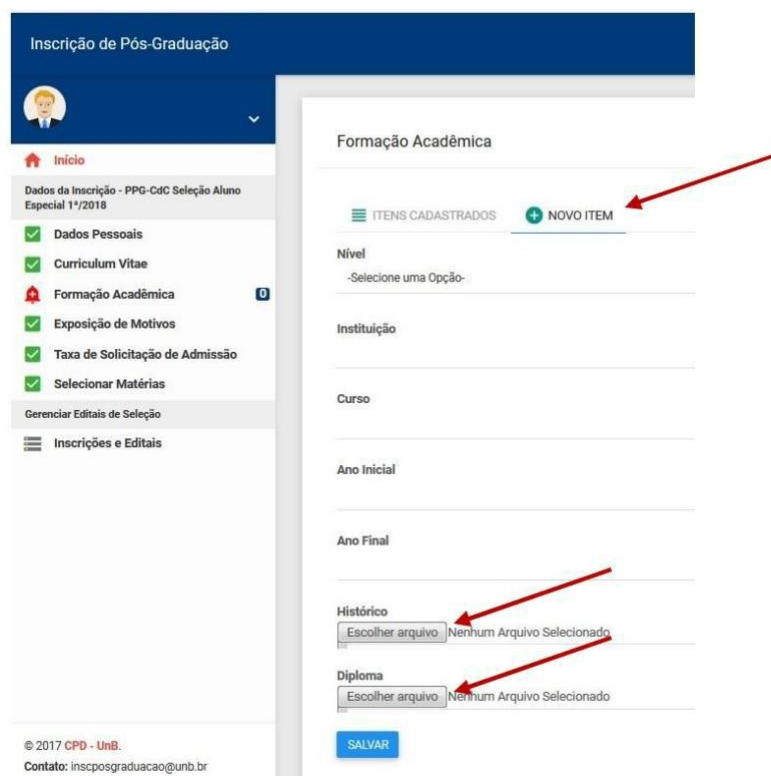 Inscrição de Pós-Graduação
Início
Dados da Inscrição - PPG-CdC Seleção Aluno
Especial 1ª/2018
Dados Pessoais
Curriculum Vitae
Formação Acadêmica 0
Exposição de Motivos
Taxa de Solicitação de Admissão
Selecionar Matérias
Gerenciar Editais de Seleção
Inscrições e Editais
© 2017 CPD - UnB.
Contato: inscposgraduacao@unb.br
Formação Acadêmica
ITENS CADASTRADOS NOVO ITEM
Nível
-Selecione uma Opção-
Instituição
Curso
Ano Inicial
Ano Final
Histórico
Escolher arquivo Nenhum Arquivo Selecionado
Diploma
Escolher arquivo Nenhum Arquivo Selecionado
SALVAR